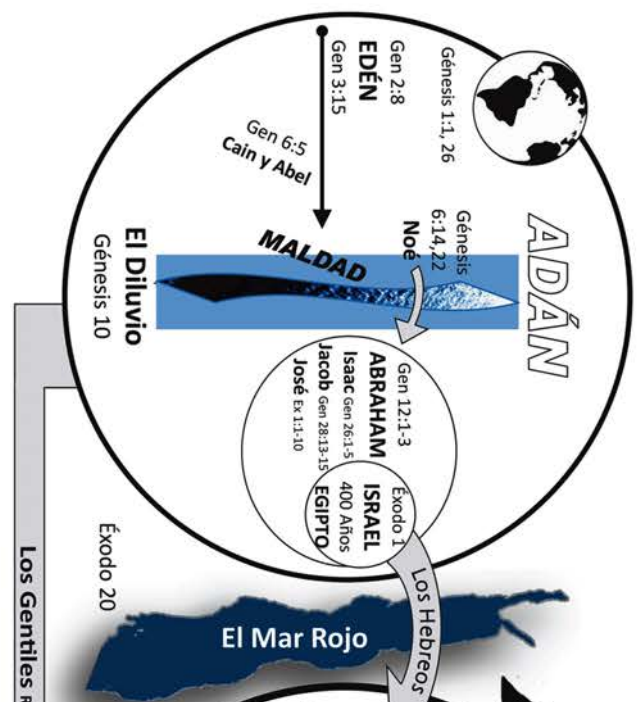 ADÁN
Génesis 1:1, 26
Gen 2:8
EDÉN
Gen 3:15
Gen 6:5
Cain y Abel
MALDAD
Génesis
6:14,22
Noé
El Diluvio
Génesis 10
Gen 12:1-3
ABRAHAM
Isaac Gen 26:1-5
Jacob Gen 28:13-15
José Ex 1:1-10
Éxodo 1
ISRAEL
400 Años
EGIPTO
Los Hebreos
El Mar Rojo
Éxodo 20
Los Gentiles